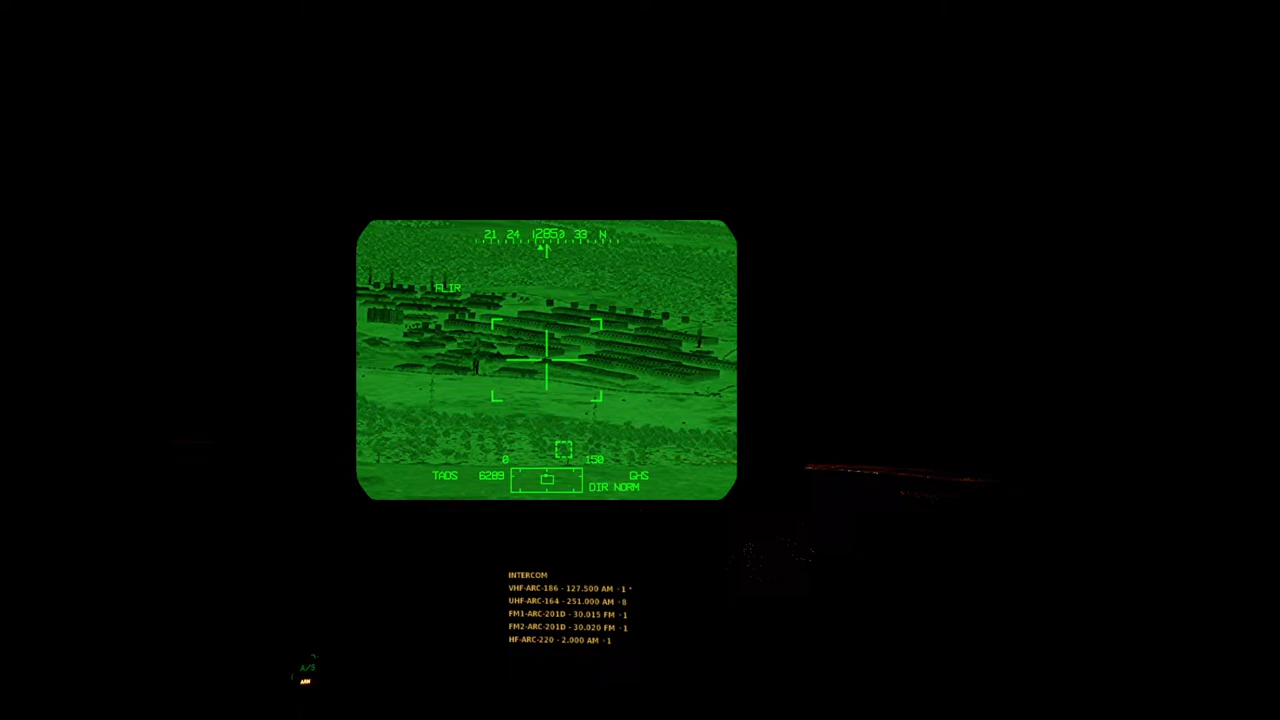 21 24 285 33 N
FLIR
0 150
TADS 6289 GHS
DIR NORM
INTERCOM
VHF-ARC-186 - 127.500 AM -1 *
UHF-ARC-164 - 251.000 AM -8
FM1-ARC-201D - 30.015 FM -1
FM2-ARC-201D - 30.020 FM -1
HF-ARC-220 - 2.000 AM -1
A/S